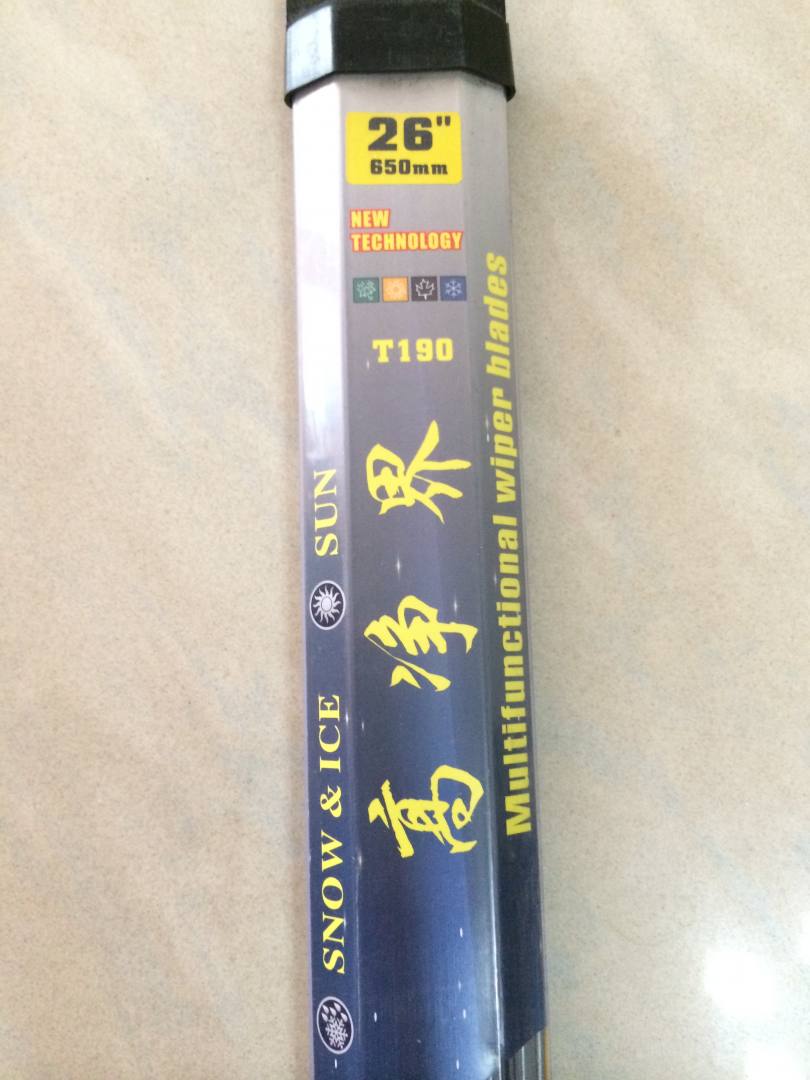 26"
650mm
NEW
TECHNOLOGY
T190
高净界
SNOW & ICE SUN
Multifunctional wiper blades